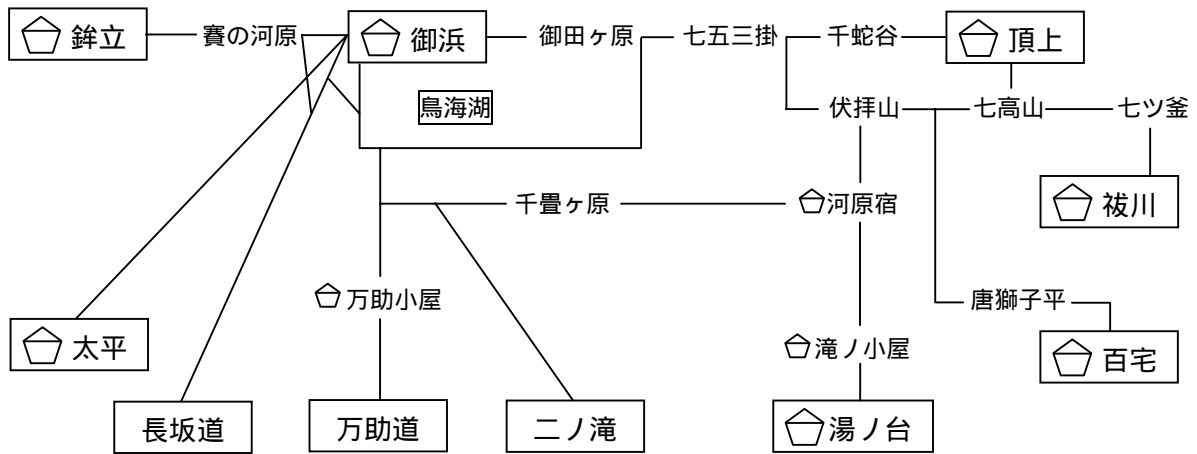 鉾立
賽の河原
御浜
御田ヶ原
七五三掛
千蛇谷
頂上
鳥海湖
伏拝山
七高山
七ツ釜
千畳ヶ原
河原宿
祓川
万助小屋
唐獅子平
太平
滝ノ小屋
百宅
長坂道
万助道
二ノ滝
湯ノ台